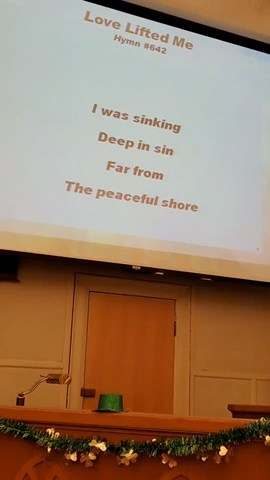 Love Lifted Me
Hymn #642
I was sinking
Deep in sin
Far from
The peaceful shore